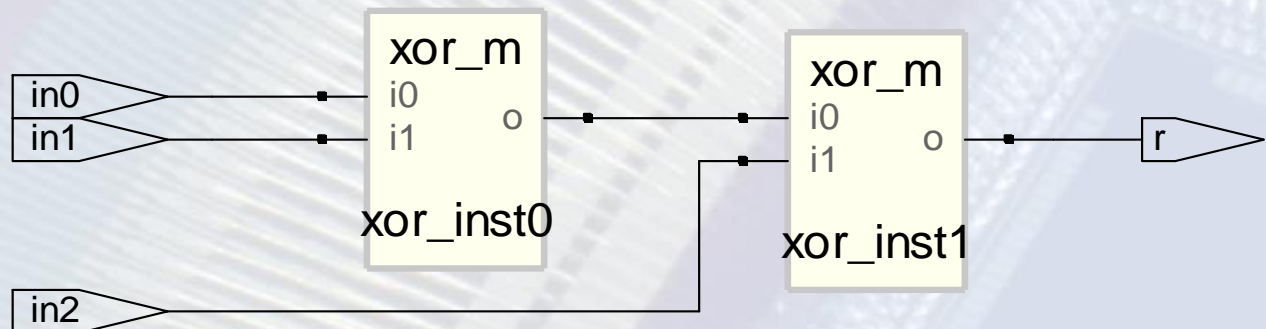 in0
in1
in2
xor_m
i0
i1
o
xor_inst0
xor_m
i0
i1
o
xor_inst1
r